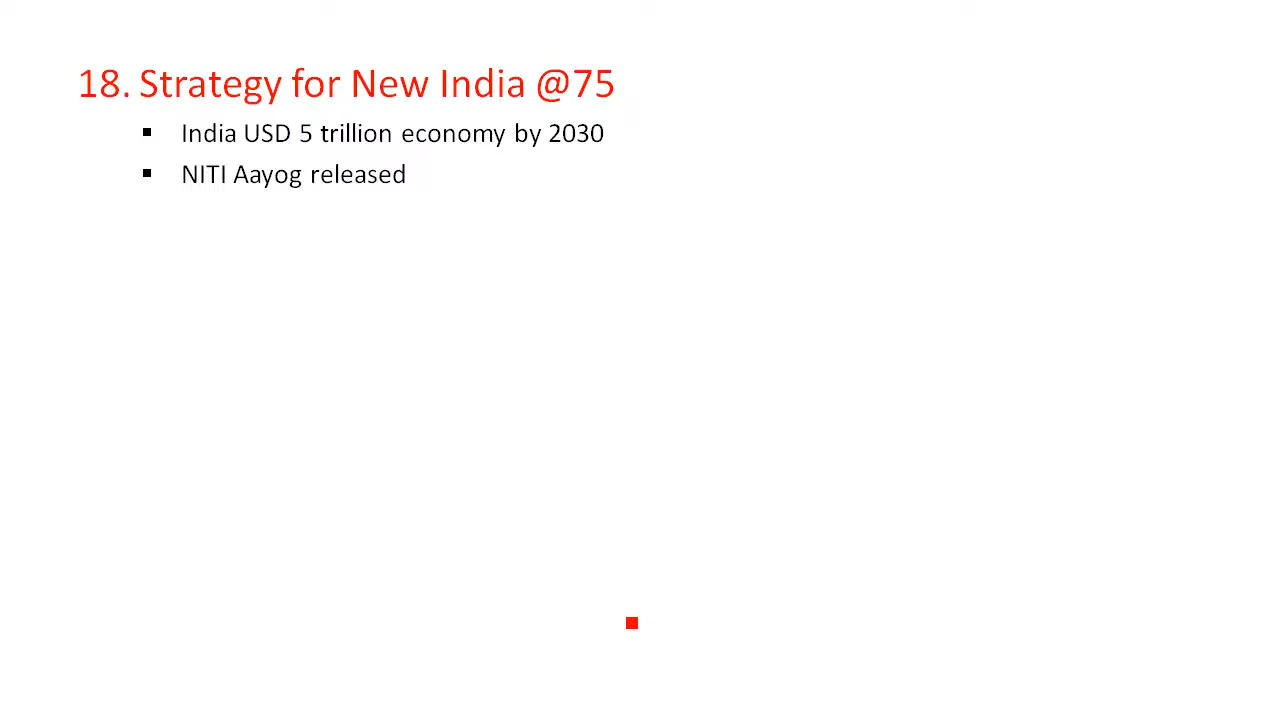 18. Strategy for New India @75
▪ India USD 5 trillion economy by 2030
▪ NITI Aayog released